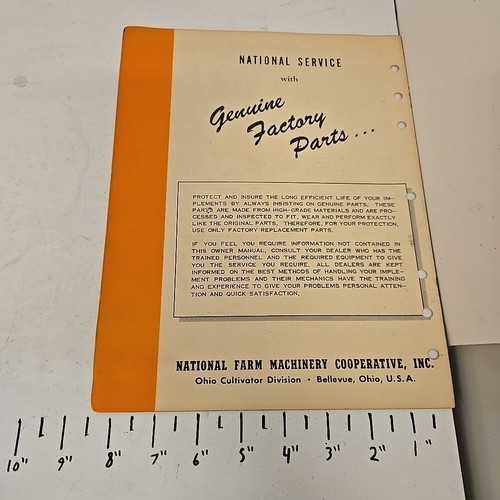 NATIONAL SERVICE
with
Genuine
Factory
Parts...
PROTECT AND INSURE THE LONG EFFICIENT LIFE OF YOUR IM-
PLEMENTS BY ALWAYS INSISTING ON GENUINE PARTS. THESE
PARTS ARE MADE FROM HIGH-GRADE MATERIALS AND ARE PRO-
CESSED AND INSPECTED TO FIT, WEAR AND PERFORM EXACTLY
LIKE THE ORIGINAL PARTS. THEREFORE, FOR YOUR PROTECTION,
USE ONLY FACTORY REPLACEMENT PARTS.
IF YOU FEEL YOU REQUIRE INFORMATION NOT CONTAINED IN
THIS OWNER MANUAL, CONSULT YOUR DEALER WHO HAS THE
TRAINED PERSONNEL AND THE REQUIRED EQUIPMENT TO GIVE
YOU THE SERVICE YOU REQUIRE. ALL DEALERS ARE KEPT
INFORMED ON THE BEST METHODS OF HANDLING YOUR IMPLE-
MENT PROBLEMS AND THEIR MECHANICS HAVE THE TRAINING
AND EXPERIENCE TO GIVE YOUR PROBLEMS PERSONAL ATTEN-
TION AND QUICK SATISFACTION.
NATIONAL FARM MACHINERY COOPERATIVE, INC.
Ohio Cultivator Division • Bellevue, Ohio, U.S.A.
10" 9" 8" 7" 6" 5" 4" 3" 2" 1"